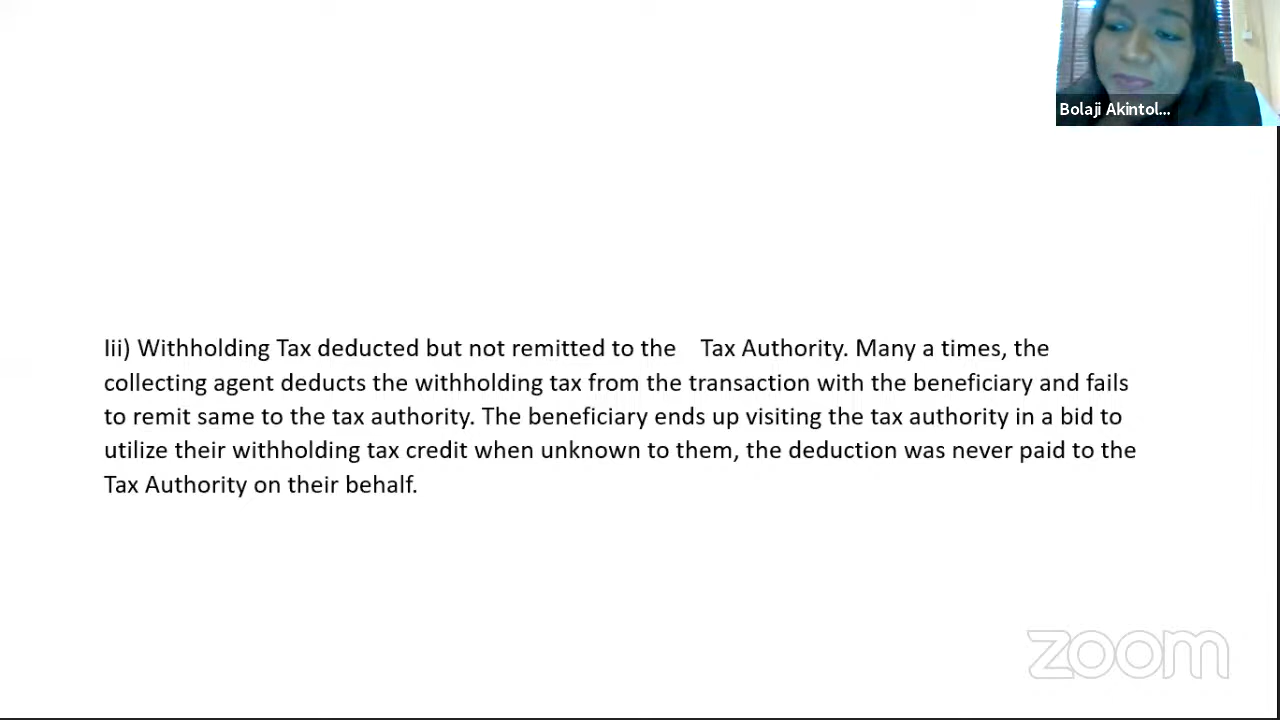 Bolaji Akintol...
Iii) Withholding Tax deducted but not remitted to the Tax Authority. Many a times, the
collecting agent deducts the withholding tax from the transaction with the beneficiary and fails
to remit same to the tax authority. The beneficiary ends up visiting the tax authority in a bid to
utilize their withholding tax credit when unknown to them, the deduction was never paid to the
Tax Authority on their behalf.
zoom